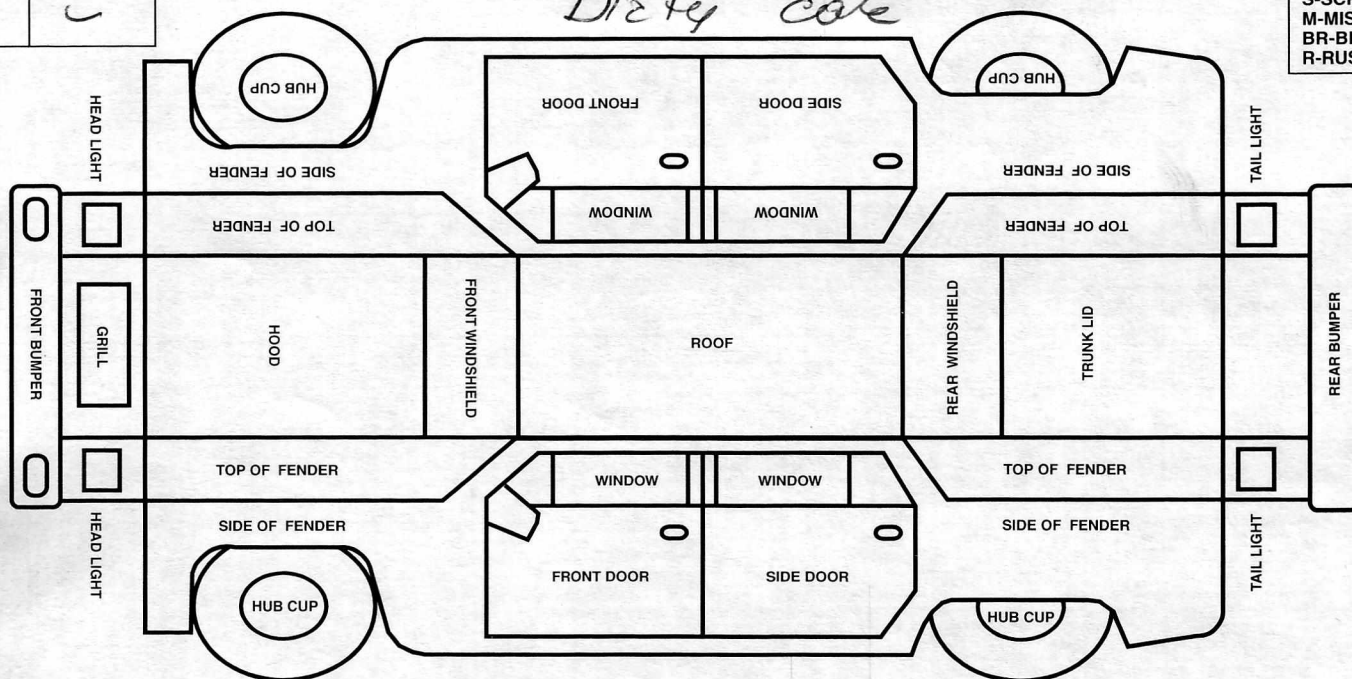 Dirty Car
S-SC
M-MIS
BR-B
R-RUS
HUB CUP
HUB CUP
HEAD LIGHT
FRONT DOOR
SIDE DOOR
TAIL LIGHT
SIDE OF FENDER
SIDE OF FENDER
WINDOW
WINDOW
TOP OF FENDER
TOP OF FENDER
FRONT BUMPER
GRILL
HOOD
FRONT WINDSHIELD
ROOF
REAR WINDSHIELD
TRUNK LID
REAR BUMPER
TOP OF FENDER
WINDOW
WINDOW
TOP OF FENDER
SIDE OF FENDER
SIDE OF FENDER
HEAD LIGHT
FRONT DOOR
SIDE DOOR
TAIL LIGHT
HUB CUP
HUB CUP